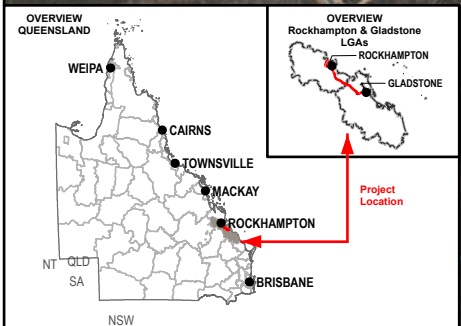 OVERVIEW
QUEENSLAND
WEIPA
CAIRNS
TOWNSVILLE
MACKAY
ROCKHAMPTON
BRISBANE
NT
QLD
SA
NSW
OVERVIEW
Rockhampton & Gladstone
LGAs
ROCKHAMPTON
GLADSTONE
Project
Location